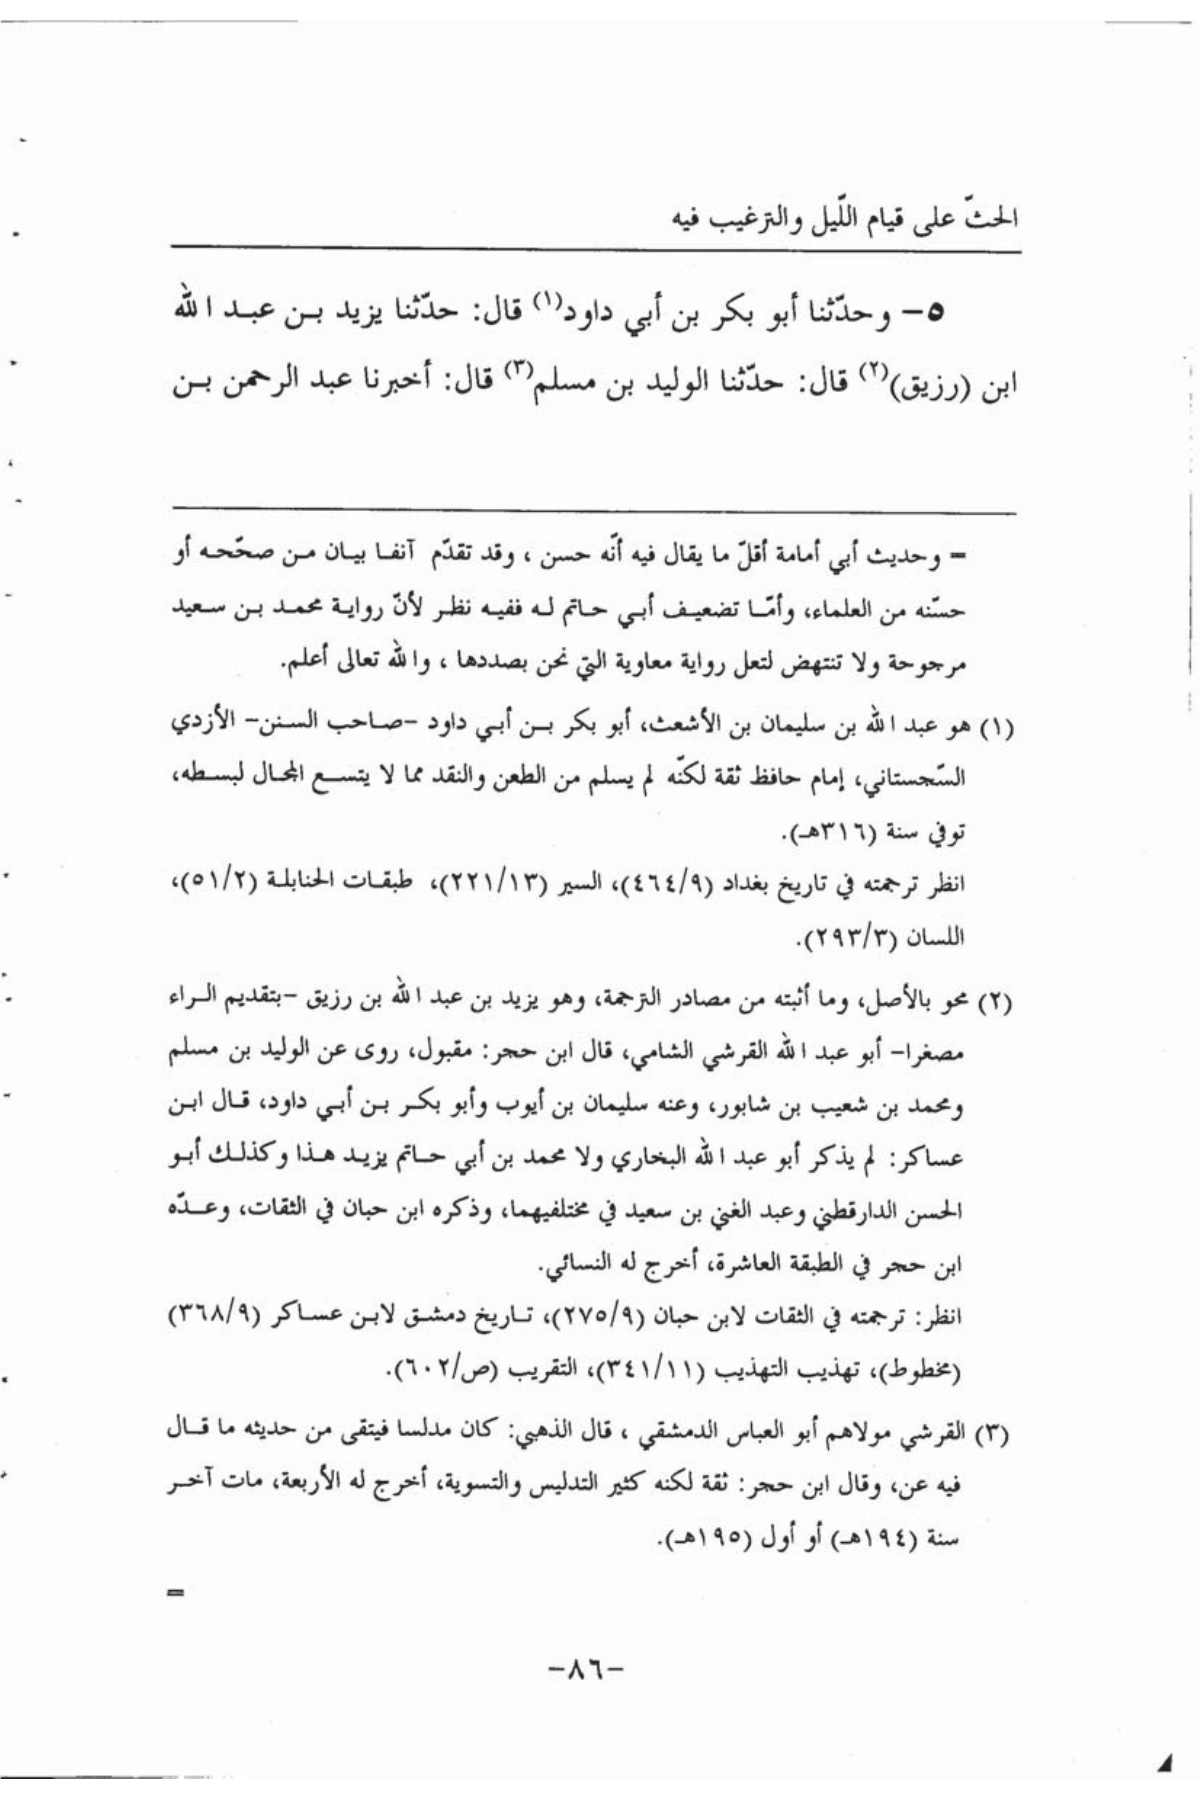 الحثّ على قيام اللّيل والترغيب فيه
٥- وحدّثنا أبو بكر بن أبي داود(١) قال: حدّثنا يزيد بن عبد الله
ابن (رزيق)(٢) قال: حدّثنا الوليد بن مسلم(٣) قال: أخبرنا عبد الرحمن بن
= وحديث أبي أمامة أقلّ ما يقال فيه أنّه حسن ، وقد تقدّم آنفا بيان من صحّحه أو
حسّنه من العلماء، وأمّا تضعيف أبي حاتم له ففيه نظر لأنّ رواية محمد بن سعيد
مرجوحة ولا تنتهض لتعل رواية معاوية التي نحن بصددها ، والله تعالى أعلم.
(١) هو عبد الله بن سليمان بن الأشعث، أبو بكر بن أبي داود -صاحب السنن- الأزدي
السّجستاني، إمام حافظ ثقة لكنّه لم يسلم من الطعن والنقد مما لا يتسع المجال لبسطه،
توفي سنة (٣١٦هـ).
انظر ترجمته في تاريخ بغداد (٤٦٤/٩)، السير (٢٢١/١٣)، طبقات الحنابلة (٥١/٢)،
اللسان (٢٩٣/٣).
(٢) محو بالأصل، وما أثبته من مصادر الترجمة، وهو يزيد بن عبد الله بن رزيق -بتقديم الراء
مصغرا- أبو عبد الله القرشي الشامي، قال ابن حجر: مقبول، روى عن الوليد بن مسلم
ومحمد بن شعيب بن شابور، وعنه سليمان بن أيوب وأبو بكر بن أبي داود، قال ابن
عساكر: لم يذكر أبو عبد الله البخاري ولا محمد بن أبي حاتم يزيد هذا وكذلك أبو
الحسن الدارقطني وعبد الغني بن سعيد في مختلفيهما، وذكره ابن حبان في الثقات، وعدّه
ابن حجر في الطبقة العاشرة، أخرج له النسائي.
انظر: ترجمته في الثقات لابن حبان (٢٧٥/٩)، تاريخ دمشق لابن عساكر (٣٦٨/٩)
(مخطوط)، تهذيب التهذيب (٣٤١/١١)، التقريب (ص/٦٠٢).
(٣) القرشي مولاهم أبو العباس الدمشقي ، قال الذهبي: كان مدلسا فيتقى من حديثه ما قال
فيه عن، وقال ابن حجر: ثقة لكنه كثير التدليس والتسوية، أخرج له الأربعة، مات آخر
سنة (١٩٤هـ) أو أول (١٩٥هـ).
=
-٨٦-